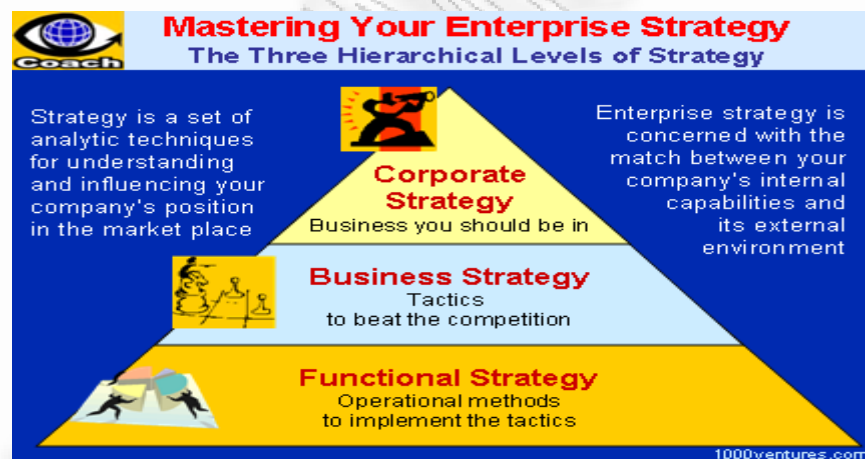 Coach
Mastering Your Enterprise Strategy
The Three Hierarchical Levels of Strategy
Strategy is a set of
analytic techniques
for understanding
and influencing your
company's position
in the market place
Enterprise strategy is
concerned with the
match between your
company's internal
capabilities and
its external
environment
Corporate
Strategy
Business you should be in
Business Strategy
Tactics
to beat the competition
Functional Strategy
Operational methods
to implement the tactics
1000ventures.com